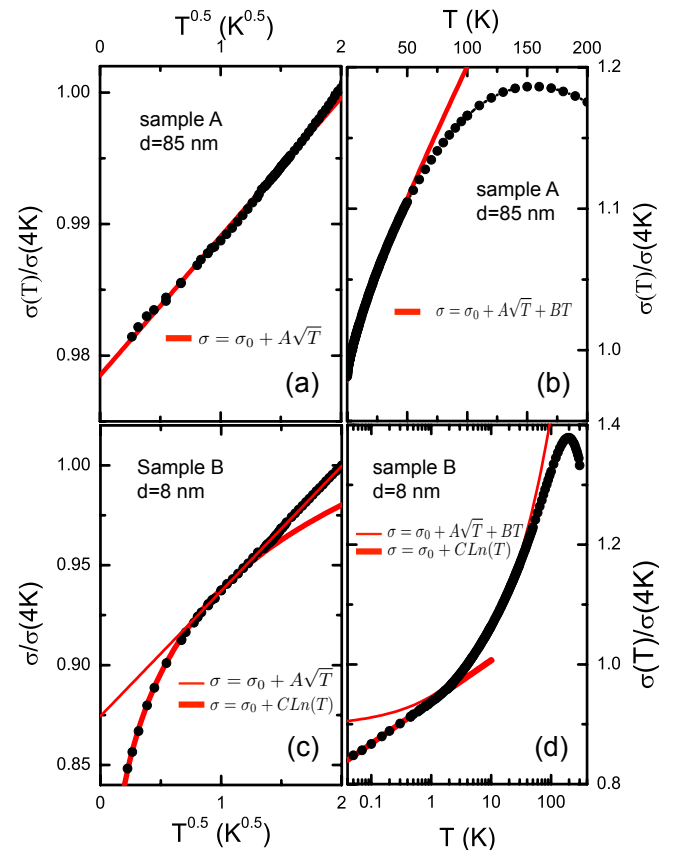 T^0.5 (K^0.5)
0 1 2
1.00
0.99
0.98
σ(T)/σ(4K)
sample A
d=85 nm
σ = σ₀ + A√T
(a)
T (K)
50 100 150 200
1.2
1.1
1.0
σ(T)/σ(4K)
sample A
d=85 nm
σ = σ₀ + A√T + BT
(b)
1.00
0.95
0.90
0.85
σ/σ(4K)
Sample B
d=8 nm
σ = σ₀ + A√T
σ = σ₀ + CLn(T)
(c)
0 1 2
T^0.5 (K^0.5)
1.4
1.2
1.0
0.8
σ(T)/σ(4K)
sample B
d=8 nm
σ = σ₀ + A√T + BT
σ = σ₀ + CLn(T)
(d)
0.1 1 10 100
T (K)